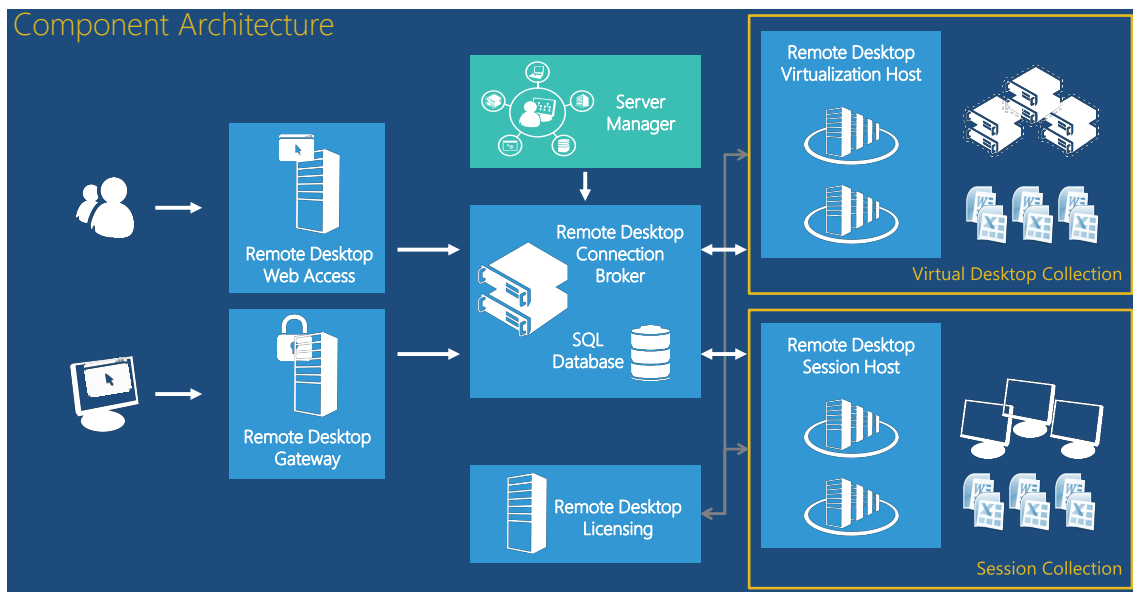 Component Architecture
Server
Manager
Remote Desktop
Web Access
Remote Desktop
Gateway
Remote Desktop
Connection
Broker
SQL
Database
Remote Desktop
Licensing
Remote Desktop
Virtualization Host
W
W
W
X
X
X
Virtual Desktop Collection
Remote Desktop
Session Host
W
W
W
X
X
X
Session Collection